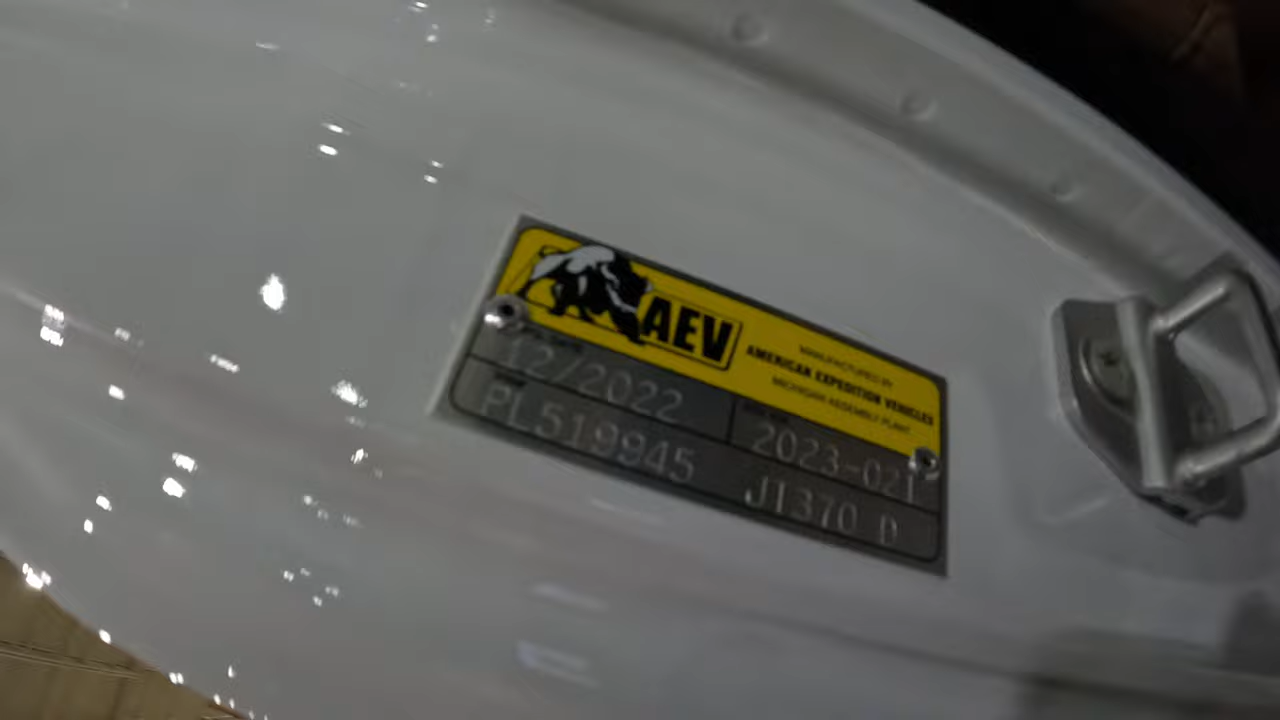 AEV
MANUFACTURED BY
AMERICAN EXPEDITION VEHICLES
MICHIGAN ASSEMBLY PLANT
12/2022
2023-021
PL519945
J1370 D